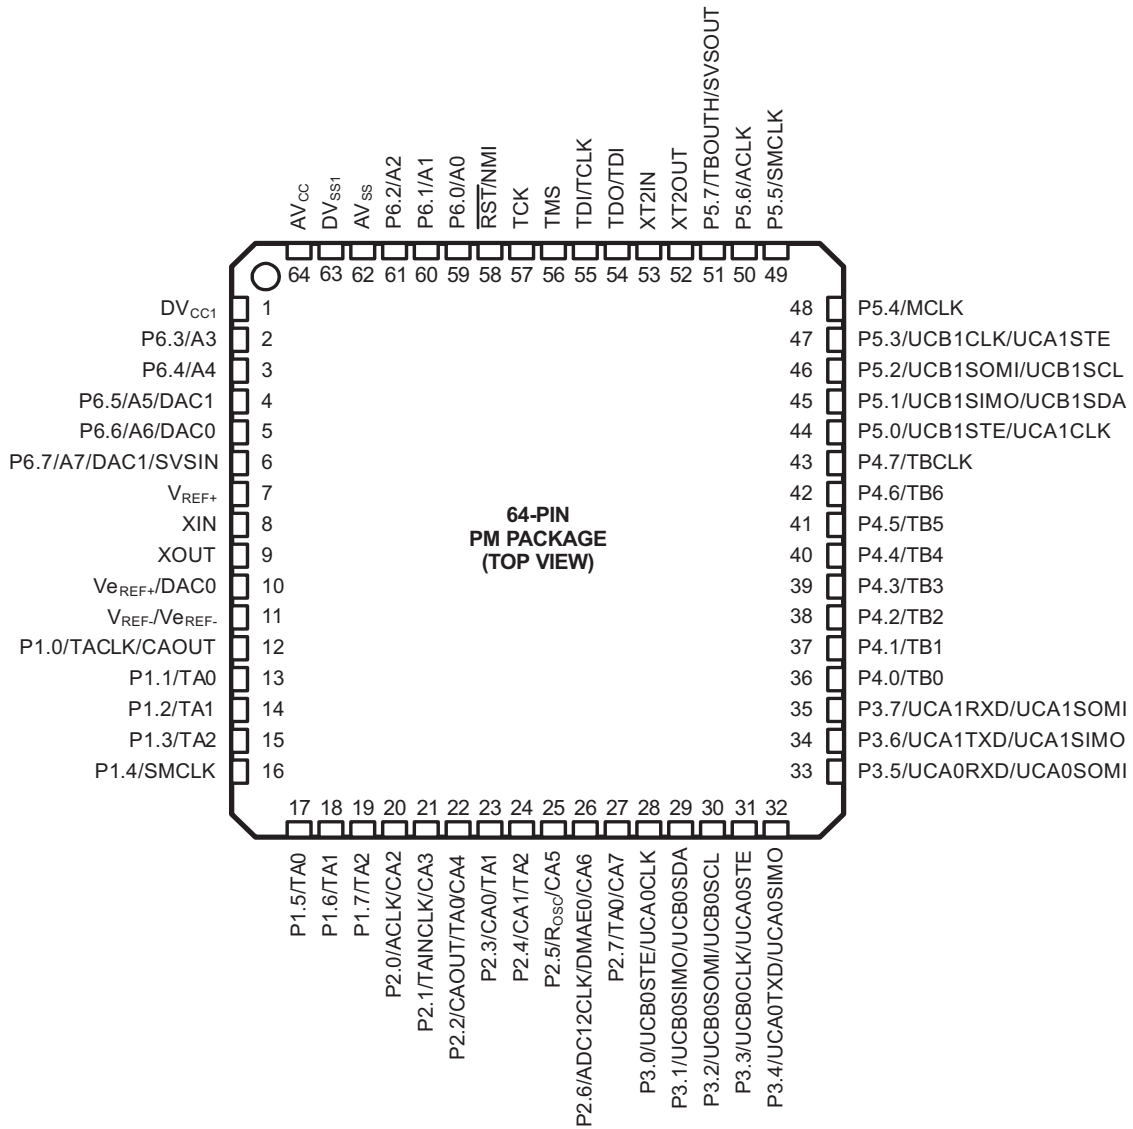 AVCC
DVSS1
AVSS
P6.2/A2
P6.1/A1
P6.0/A0
RST/NMI
TCK
TMS
TDI/TCLK
TDO/TDI
XT2IN
XT2OUT
P5.7/TBOUTH/SVSOUT
P5.6/ACLK
P5.5/SMCLK
64 63 62 61 60 59 58 57 56 55 54 53 52 51 50 49
DVCC1 1
P6.3/A3 2
P6.4/A4 3
P6.5/A5/DAC1 4
P6.6/A6/DAC0 5
P6.7/A7/DAC1/SVSIN 6
VREF+ 7
XIN 8
XOUT 9
VeREF+/DAC0 10
VREF-/VeREF- 11
P1.0/TACLK/CAOUT 12
P1.1/TA0 13
P1.2/TA1 14
P1.3/TA2 15
P1.4/SMCLK 16
64-PIN
PM PACKAGE
(TOP VIEW)
48 P5.4/MCLK
47 P5.3/UCB1CLK/UCA1STE
46 P5.2/UCB1SOMI/UCB1SCL
45 P5.1/UCB1SIMO/UCB1SDA
44 P5.0/UCB1STE/UCA1CLK
43 P4.7/TBCLK
42 P4.6/TB6
41 P4.5/TB5
40 P4.4/TB4
39 P4.3/TB3
38 P4.2/TB2
37 P4.1/TB1
36 P4.0/TB0
35 P3.7/UCA1RXD/UCA1SOMI
34 P3.6/UCA1TXD/UCA1SIMO
33 P3.5/UCA0RXD/UCA0SOMI
17 18 19 20 21 22 23 24 25 26 27 28 29 30 31 32
P1.5/TA0
P1.6/TA1
P1.7/TA2
P2.0/ACLK/CA2
P2.1/TAINCLK/CA3
P2.2/CAOUT/TA0/CA4
P2.3/CA0/TA1
P2.4/CA1/TA2
P2.5/ROSC/CA5
P2.6/ADC12CLK/DMAE0/CA6
P2.7/TA0/CA7
P3.0/UCB0STE/UCA0CLK
P3.1/UCB0SIMO/UCB0SDA
P3.2/UCB0SOMI/UCB0SCL
P3.3/UCB0CLK/UCA0STE
P3.4/UCA0TXD/UCA0SIMO